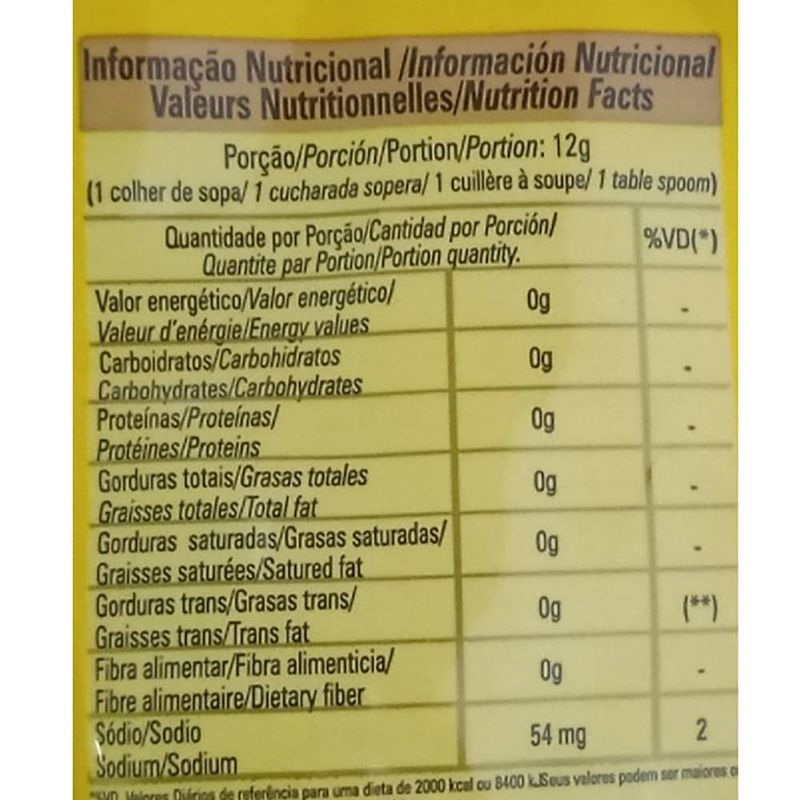 Informação Nutricional /Información Nutricional
Valeurs Nutritionnelles/Nutrition Facts
Porção/Porción/Portion/Portion: 12g
(1 colher de sopa/ 1 cucharada sopera/ 1 cuillère à soupe/ 1 table spoom)
Quantidade por Porção/Cantidad por Porción/
Quantite par Portion/Portion quantity.
%VD(*)
Valor energético/Valor energético/
Valeur d'enérgie/Energy values
0g -
Carboidratos/Carbohidratos
Carbohydrates/Carbohydrates
0g -
Proteínas/Proteínas/
Protéines/Proteins
0g -
Gorduras totais/Grasas totales
Graisses totales/Total fat
0g -
Gorduras saturadas/Grasas saturadas/
Graisses saturées/Satured fat
0g -
Gorduras trans/Grasas trans/
Graisses trans/Trans fat
0g (**)
Fibra alimentar/Fibra alimenticia/
Fibre alimentaire/Dietary fiber
0g -
Sódio/Sodio
Sodium/Sodium
54 mg 2
Valores Diários de referência para uma dieta de 2000 kcal ou 8400 kJ.Seus valores podem ser maiores